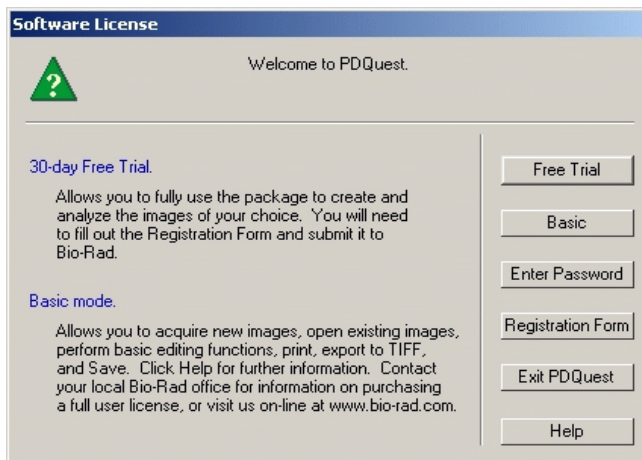 Software License
?
Welcome to PDQuest.
30-day Free Trial.
Allows you to fully use the package to create and
analyze the images of your choice. You will need
to fill out the Registration Form and submit it to
Bio-Rad.
Basic mode.
Allows you to acquire new images, open existing images,
perform basic editing functions, print, export to TIFF,
and Save. Click Help for further information. Contact
your local Bio-Rad office for information on purchasing
a full user license, or visit us on-line at www.bio-rad.com.
Free Trial
Basic
Enter Password
Registration Form
Exit PDQuest
Help